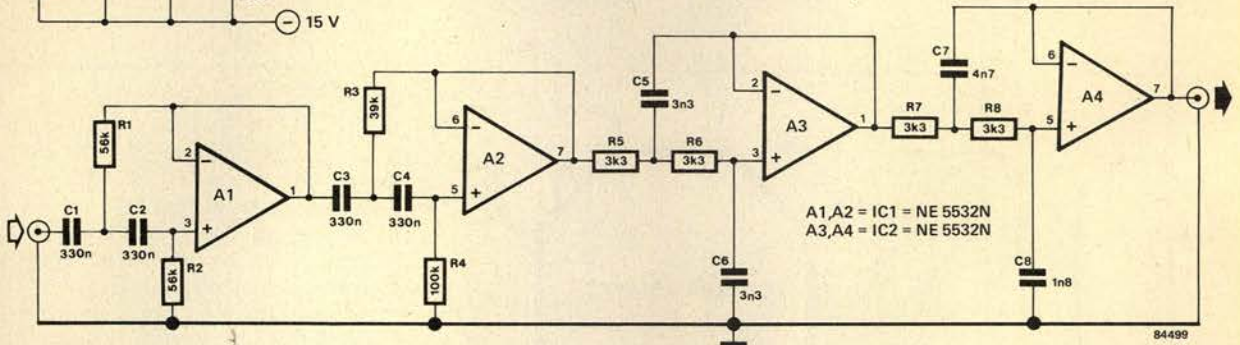 − 15 V
R1
56k
2
−
A1
3
+
1
C1
330n
C2
330n
R2
56k
R3
39k
C3
330n
C4
330n
R4
100k
6
−
A2
5
+
7
R5
3k3
C5
3n3
R6
3k3
2
−
A3
3
+
1
C6
3n3
R7
3k3
C7
4n7
R8
3k3
6
−
A4
5
+
7
C8
1n8
A1,A2 = IC1 = NE 5532N
A3,A4 = IC2 = NE 5532N
84499